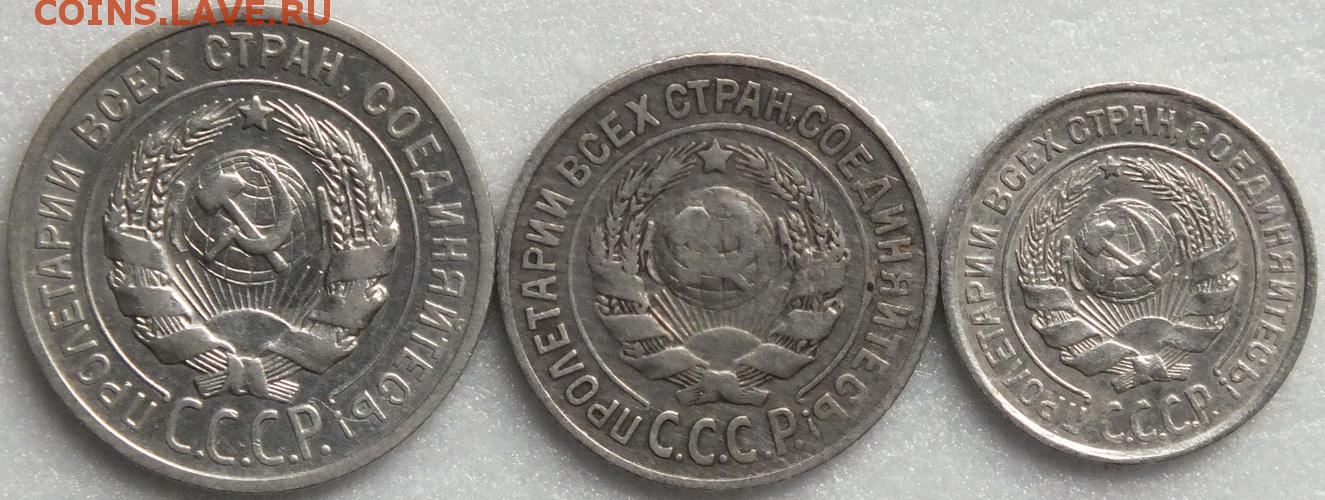 COINS.LAVE.RU
ПРОЛЕТАРИИ ВСЕХ СТРАН, СОЕДИНЯЙТЕСЬ!
С.С.С.Р.
ПРОЛЕТАРИИ ВСЕХ СТРАН, СОЕДИНЯЙТЕСЬ!
С.С.С.Р.
ПРОЛЕТАРИИ ВСЕХ СТРАН, СОЕДИНЯЙТЕСЬ!
С.С.С.Р.